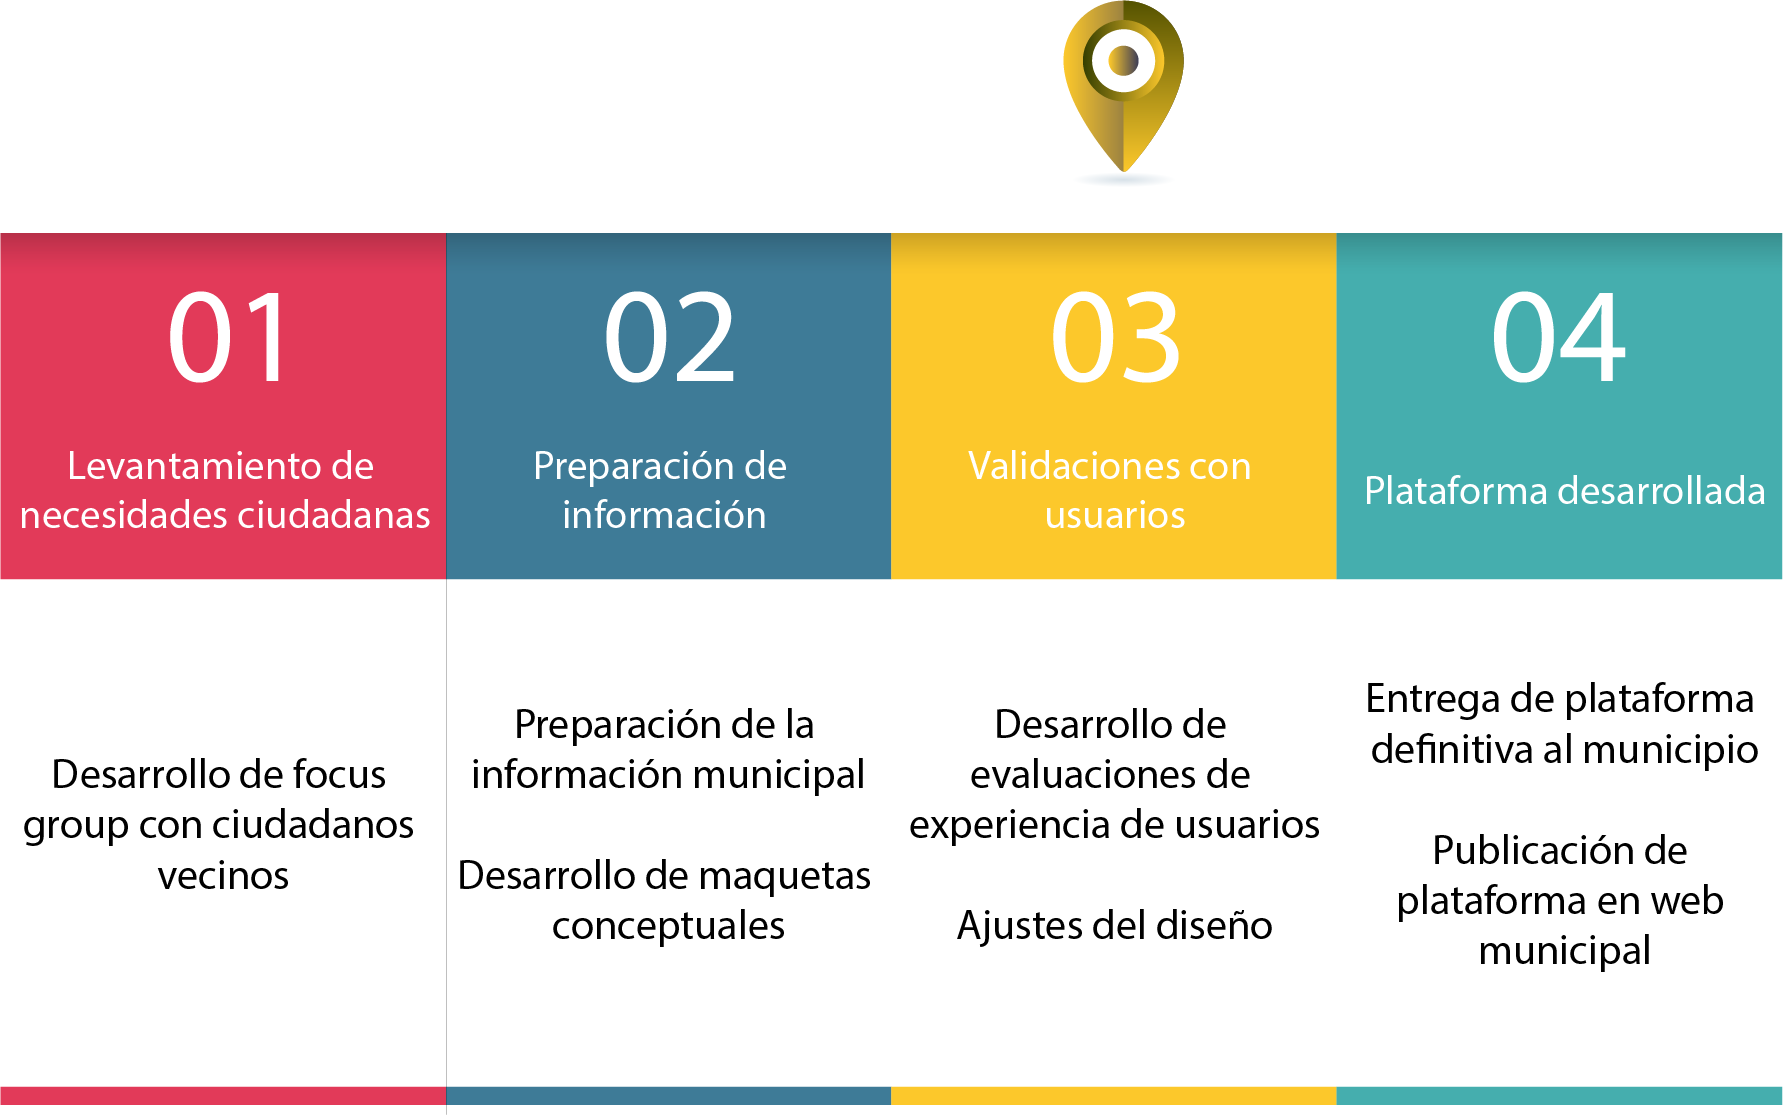 01
Levantamiento de
necesidades ciudadanas
02
Preparación de
información
03
Validaciones con
usuarios
04
Plataforma desarrollada
Desarrollo de focus
group con ciudadanos
vecinos
Preparación de la
información municipal
Desarrollo de maquetas
conceptuales
Desarrollo de
evaluaciones de
experiencia de usuarios
Ajustes del diseño
Entrega de plataforma
definitiva al municipio
Publicación de
plataforma en web
municipal